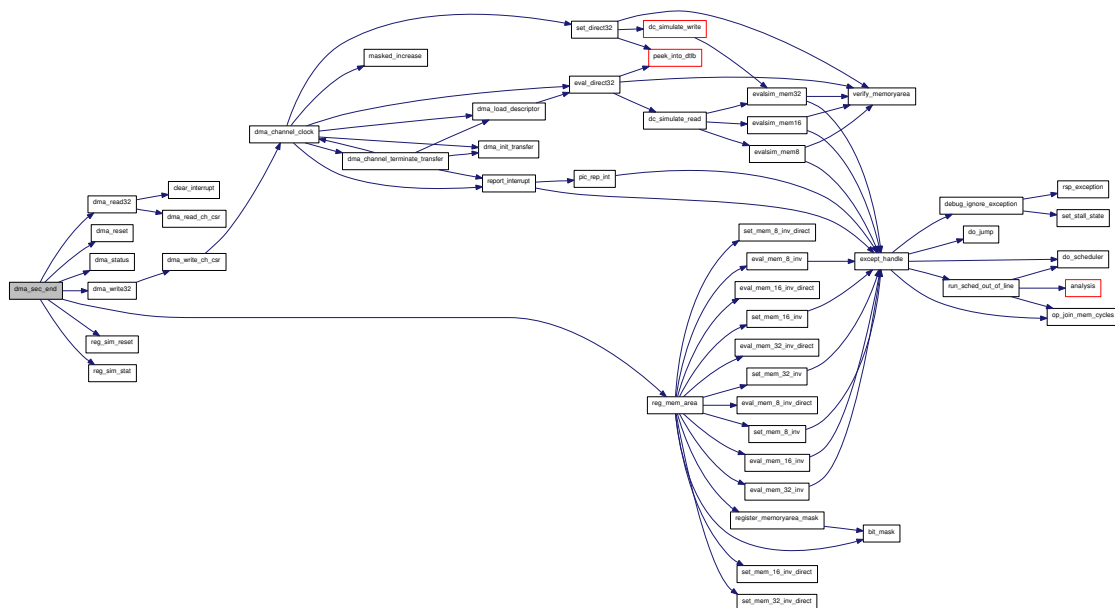 set_direct32
dc_simulate_write
masked_increase
peek_into_dtlb
eval_direct32
evalsim_mem32
verify_memoryarea
dma_load_descriptor
dc_simulate_read
evalsim_mem16
dma_channel_clock
dma_init_transfer
evalsim_mem8
dma_channel_terminate_transfer
report_interrupt
pic_rep_int
clear_interrupt
rsp_exception
dma_read32
debug_ignore_exception
dma_read_ch_csr
set_stall_state
dma_reset
set_mem_8_inv_direct
do_jump
dma_status
dma_write_ch_csr
eval_mem_8_inv
except_handle
do_scheduler
dma_sec_end
dma_write32
eval_mem_16_inv_direct
run_sched_out_of_line
analysis
set_mem_16_inv
op_join_mem_cycles
reg_sim_reset
eval_mem_32_inv_direct
reg_sim_stat
set_mem_32_inv
reg_mem_area
eval_mem_8_inv_direct
set_mem_8_inv
eval_mem_16_inv
eval_mem_32_inv
register_memoryarea_mask
bit_mask
set_mem_16_inv_direct
set_mem_32_inv_direct